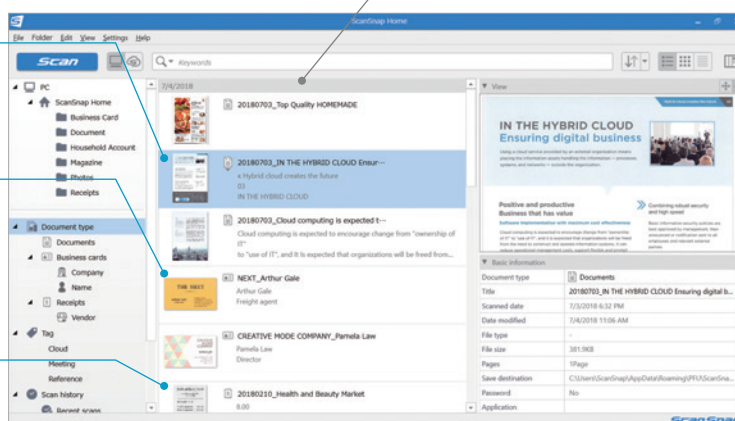 ScanSnap Home
File Folder Edit View Settings Help
Scan
Keywords
PC
ScanSnap Home
Business Card
Document
Household Account
Magazine
Photos
Receipts
Document type
Documents
Business cards
Company
Name
Receipts
Vendor
Tag
Cloud
Meeting
Reference
Scan history
Recent scans
7/4/2018
20180703_Top Quality HOMEMADE
20180703_IN THE HYBRID CLOUD Ensur···
x Hybrid cloud creates the future
03
IN THE HYBRID CLOUD
20180703_Cloud computing is expected t···
Cloud computing is expected to encourage change from "ownership of
IT"
to "use of IT", and it is expected that organizations will be freed from...
THE NEXT
NEXT_Arthur Gale
Arthur Gale
Freight agent
CREATIVE MODE COMPANY_Pamela Law
Pamela Law
Director
20180210_Health and Beauty Market
8.00
View
IN THE HYBRID CLOUD
Ensuring digital business
Positive and productive
Business that has value
Software implementation with maximum cost effectiveness
Combining robust security
and high speed
Basic information
Document type Documents
Title 20180703_IN THE HYBRID CLOUD Ensuring digital b...
Scanned date 7/3/2018 6:32 PM
Date modified 7/4/2018 11:06 AM
File type -
File size 381.9KB
Pages 1Page
Save destination C:\Users\ScanSnap\AppData\Roaming\PFU\ScanSna...
Password No
Application
ScanSnap